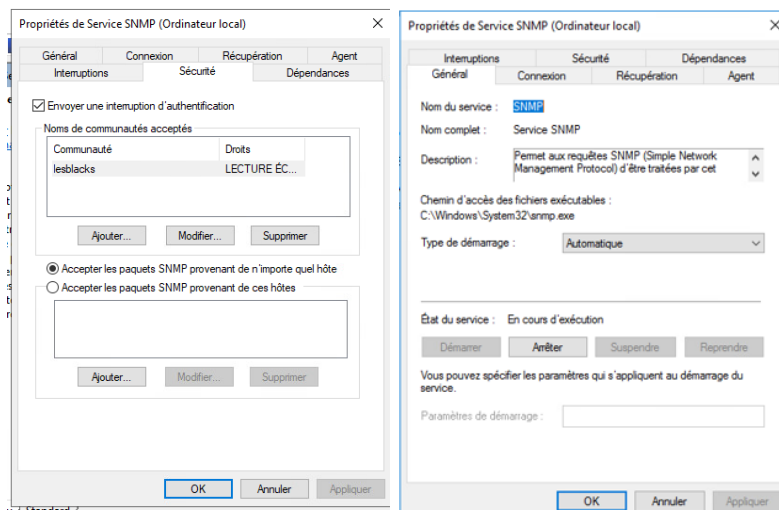 Propriétés de Service SNMP (Ordinateur local)
Général Connexion Récupération Agent
Interruptions Sécurité Dépendances
Envoyer une interruption d'authentification
Noms de communautés acceptés
Communauté Droits
lesblacks LECTURE ÉC...
Ajouter... Modifier... Supprimer
Accepter les paquets SNMP provenant de n'importe quel hôte
Accepter les paquets SNMP provenant de ces hôtes
Ajouter... Modifier... Supprimer
OK Annuler Appliquer
Propriétés de Service SNMP (Ordinateur local)
Interruptions Sécurité Dépendances
Général Connexion Récupération Agent
Nom du service : SNMP
Nom complet : Service SNMP
Description : Permet aux requêtes SNMP (Simple Network
Management Protocol) d'être traitées par cet
Chemin d'accès des fichiers exécutables :
C:\Windows\System32\snmp.exe
Type de démarrage : Automatique
État du service : En cours d'exécution
Démarrer Arrêter Suspendre Reprendre
Vous pouvez spécifier les paramètres qui s'appliquent au démarrage du
service.
Paramètres de démarrage :
OK Annuler Appliquer